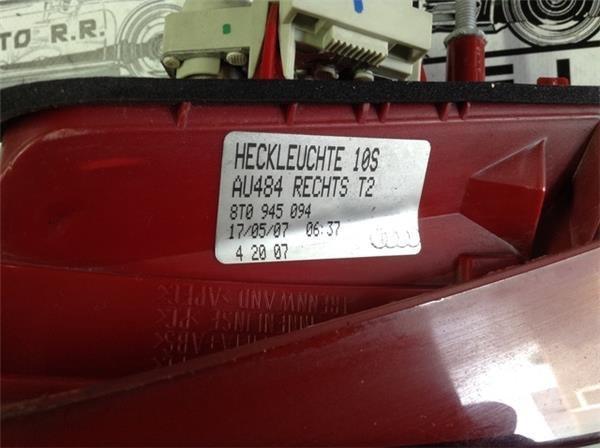 R.R.
HECKLEUCHTE 10S
AU484 RECHTS T2
8T0 945 094
17/05/07 06:37
4 20 07